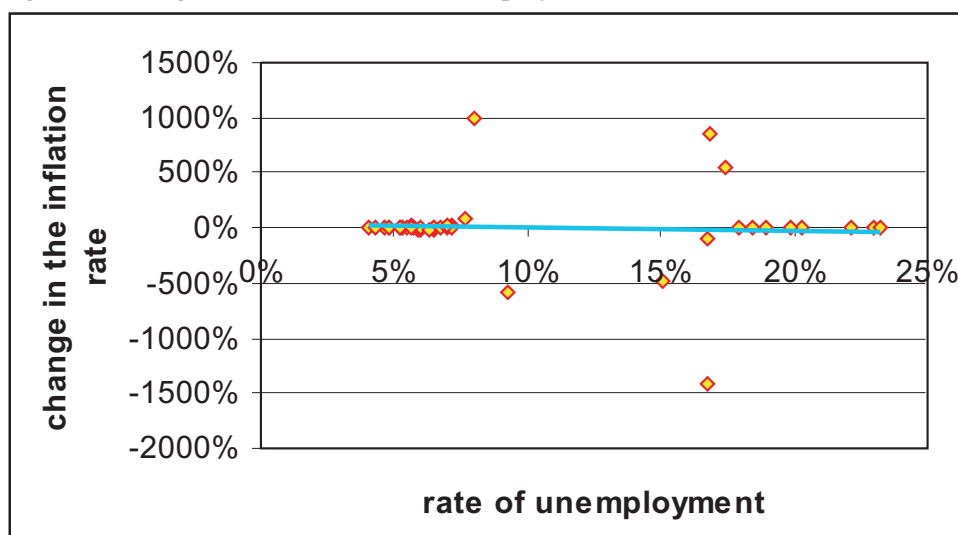 1500%
1000%
500%
0%
-500%
-1000%
-1500%
-2000%
0% 5% 10% 15% 20% 25%
change in the inflation
rate
rate of unemployment